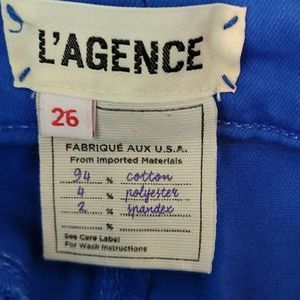 L'AGENCE
26
FABRIQUÉ AUX U.S.A.
From Imported Materials
94 % cotton
4 % polyester
2 % spandex
%
See Care Label
For Wash Instructions